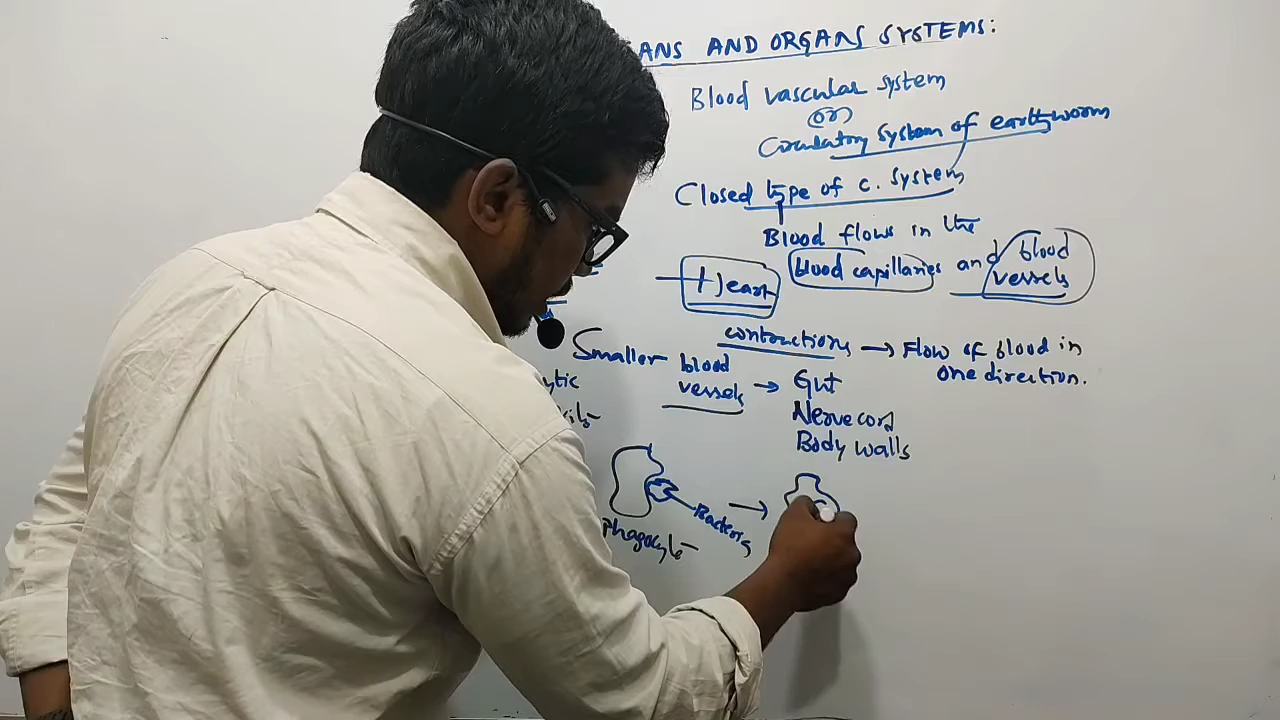 ANS AND ORGANS SYSTEMS:
Blood vascular system
(or)
Circulatory system of earthworm
Closed type of c. system
Blood flows in the
Heart blood capillaries and blood vessels
contractions → Flow of blood in one direction.
Smaller blood vessels → Gut
Nerve cord
Body walls
ytic
Bacteria →
Phagocyte